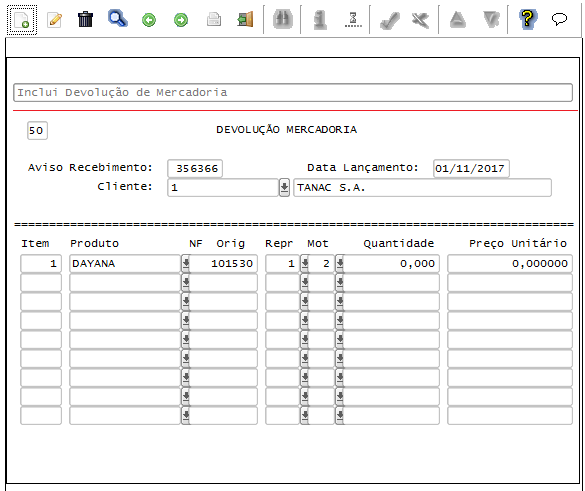 Inclui Devolução de Mercadoria
50 DEVOLUÇÃO MERCADORIA
Aviso Recebimento: 356366 Data Lançamento: 01/11/2017
Cliente: 1 TANAC S.A.
================================================================================
Item Produto NF Orig Repr Mot Quantidade Preço Unitário
1 DAYANA 101530 1 2 0,000 0,000000